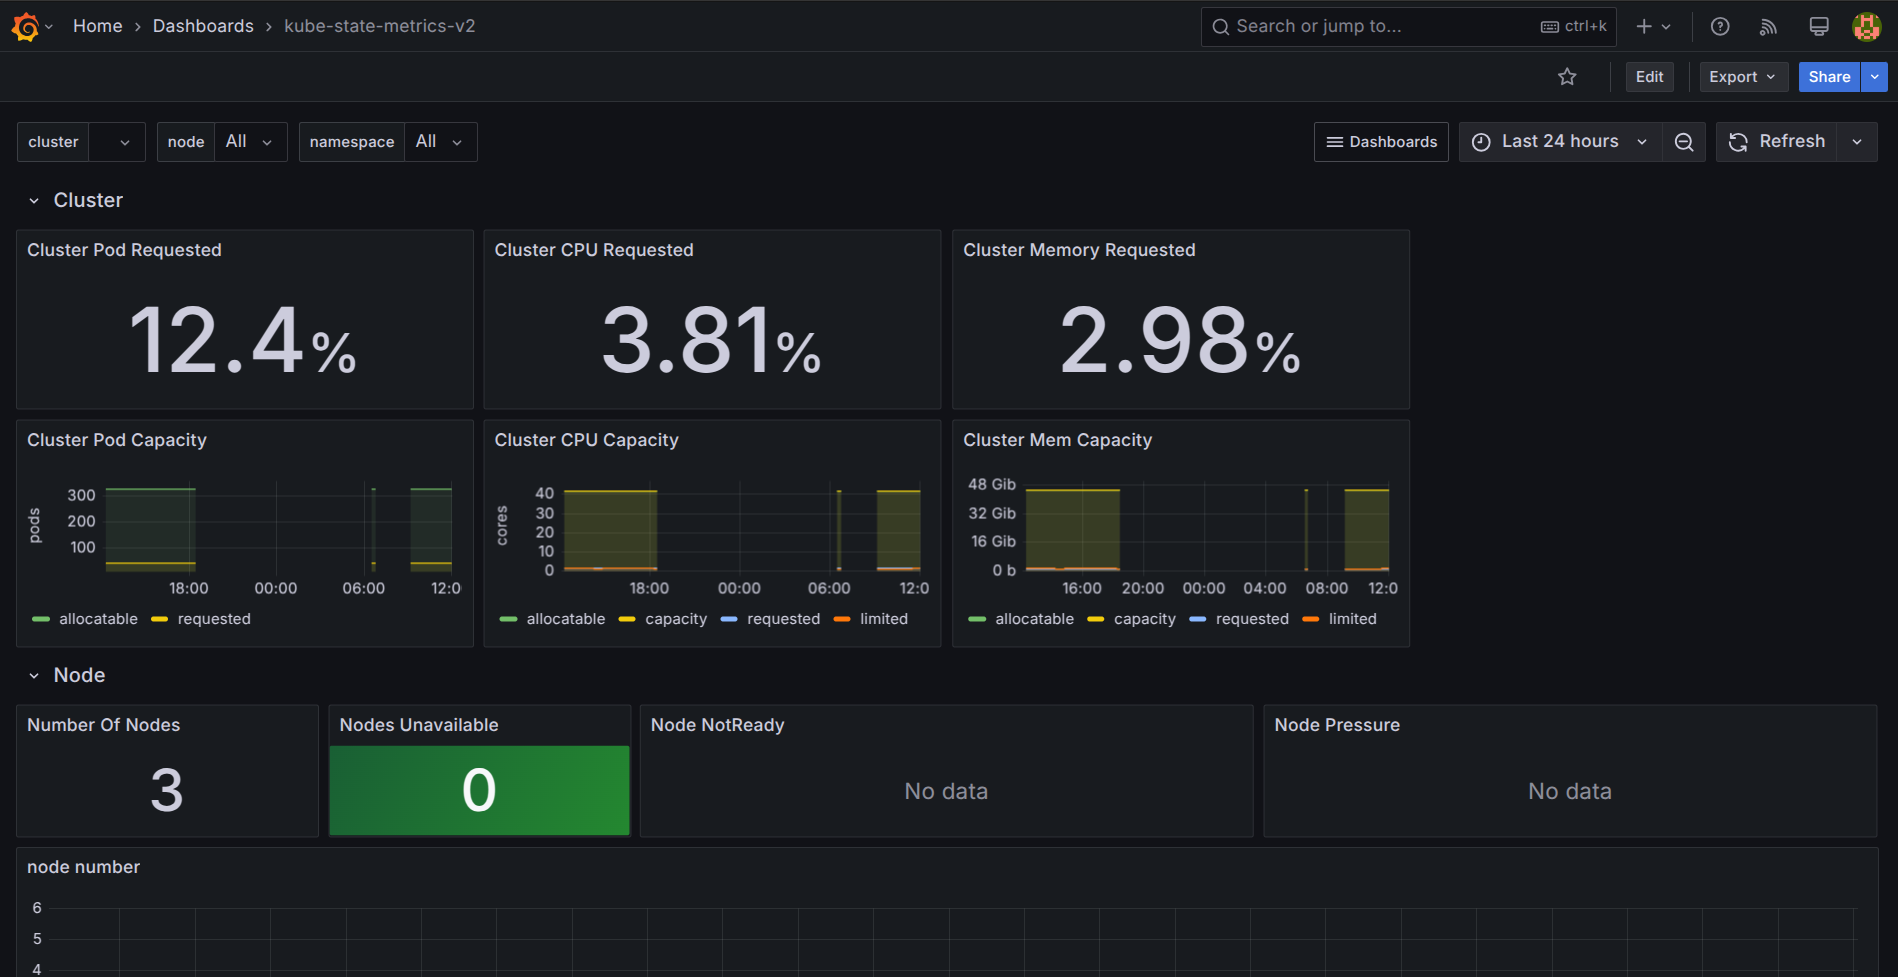 Home › Dashboards › kube-state-metrics-v2
Search or jump to... ctrl+k
Edit Export Share
cluster node All namespace All
Dashboards Last 24 hours Refresh
Cluster
Cluster Pod Requested
12.4%
Cluster CPU Requested
3.81%
Cluster Memory Requested
2.98%
Cluster Pod Capacity
pods
300
200
100
18:00 00:00 06:00 12:0
allocatable requested
Cluster CPU Capacity
cores
40
30
20
10
0
18:00 00:00 06:00 12:0
allocatable capacity requested limited
Cluster Mem Capacity
48 Gib
32 Gib
16 Gib
0 b
16:00 20:00 00:00 04:00 08:00 12:0
allocatable capacity requested limited
Node
Number Of Nodes
3
Nodes Unavailable
0
Node NotReady
No data
Node Pressure
No data
node number
6
5
4